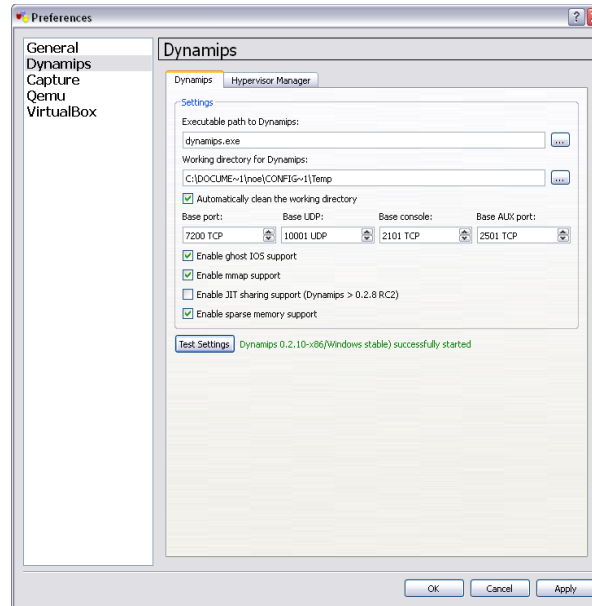 Preferences
General
Dynamips
Capture
Qemu
VirtualBox
Dynamips
Dynamips Hypervisor Manager
Settings
Executable path to Dynamips:
dynamips.exe ...
Working directory for Dynamips:
C:\DOCUME~1\noe\CONFIG~1\Temp ...
Automatically clean the working directory
Base port: Base UDP: Base console: Base AUX port:
7200 TCP 10001 UDP 2101 TCP 2501 TCP
Enable ghost IOS support
Enable mmap support
Enable JIT sharing support (Dynamips > 0.2.8 RC2)
Enable sparse memory support
Test Settings Dynamips 0.2.10-x86/Windows stable) successfully started
OK Cancel Apply